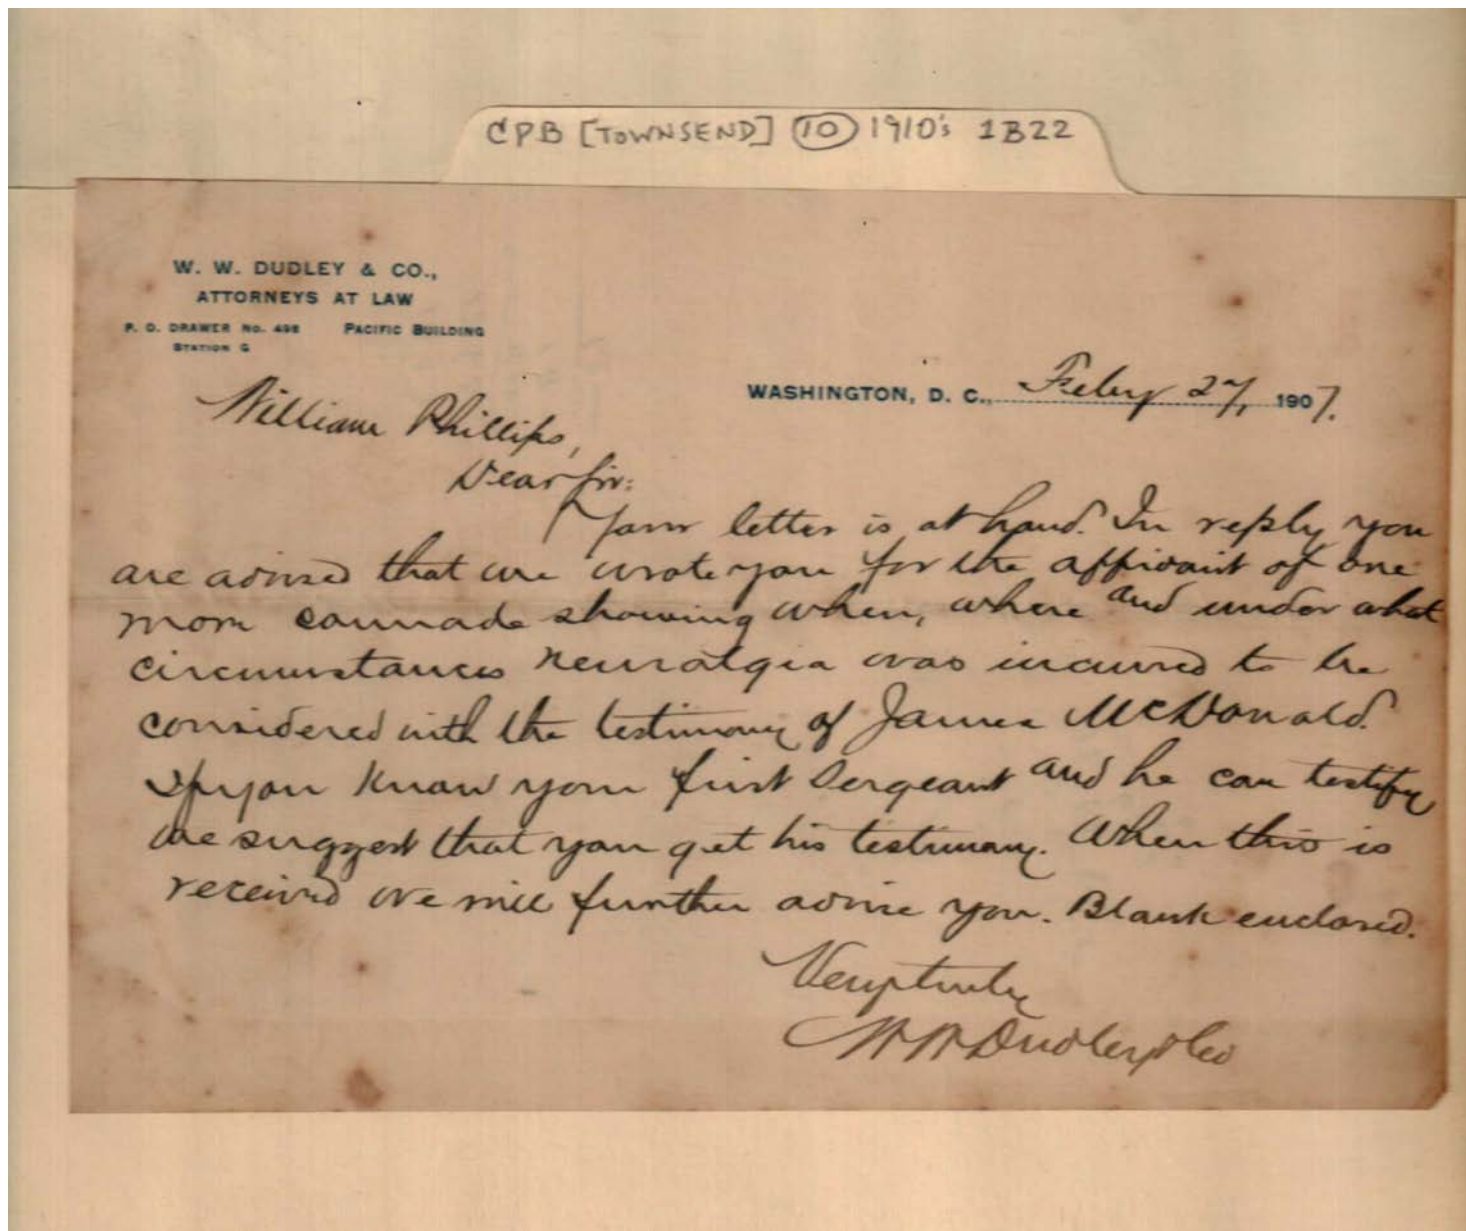 CPB [TOWNSEND] 10 1910's 1B22
W. W. DUDLEY & CO.,
ATTORNEYS AT LAW
P. O. DRAWER NO. 498 PACIFIC BUILDING
STATION G
WASHINGTON, D. C., Feby 27, 1907.
William Phillips,
Dear Sir:
Your letter is at hand. In reply you
are advised that we wrote you for the affidavit of one
more comrade showing when, where and under what
circumstances neuralgia was incurred to be
considered with the testimony of James McDonald.
If you know your first Sergeant and he can testify
we suggest that you get his testimony. When this is
received we will further advise you. Blank enclosed.
Very truly
W W Dudley & Co